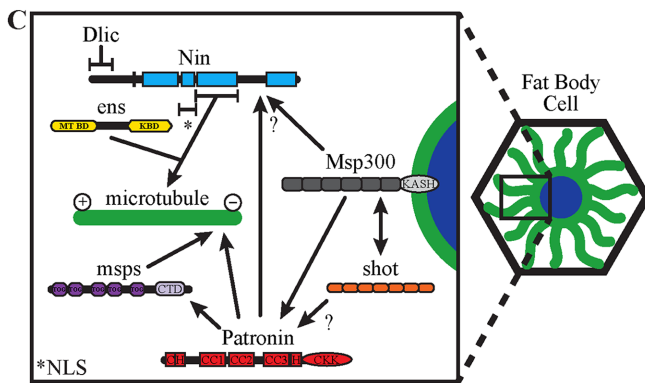 C
Dlic
Nin
Fat Body
Cell
ens
*
?
MT BD
KBD
Msp300
KASH
+
microtubule
−
msps
shot
TOG TOG TOG TOG TOG
CTD
?
Patronin
CH
CC1
CC2
CC3
H
CKK
*NLS